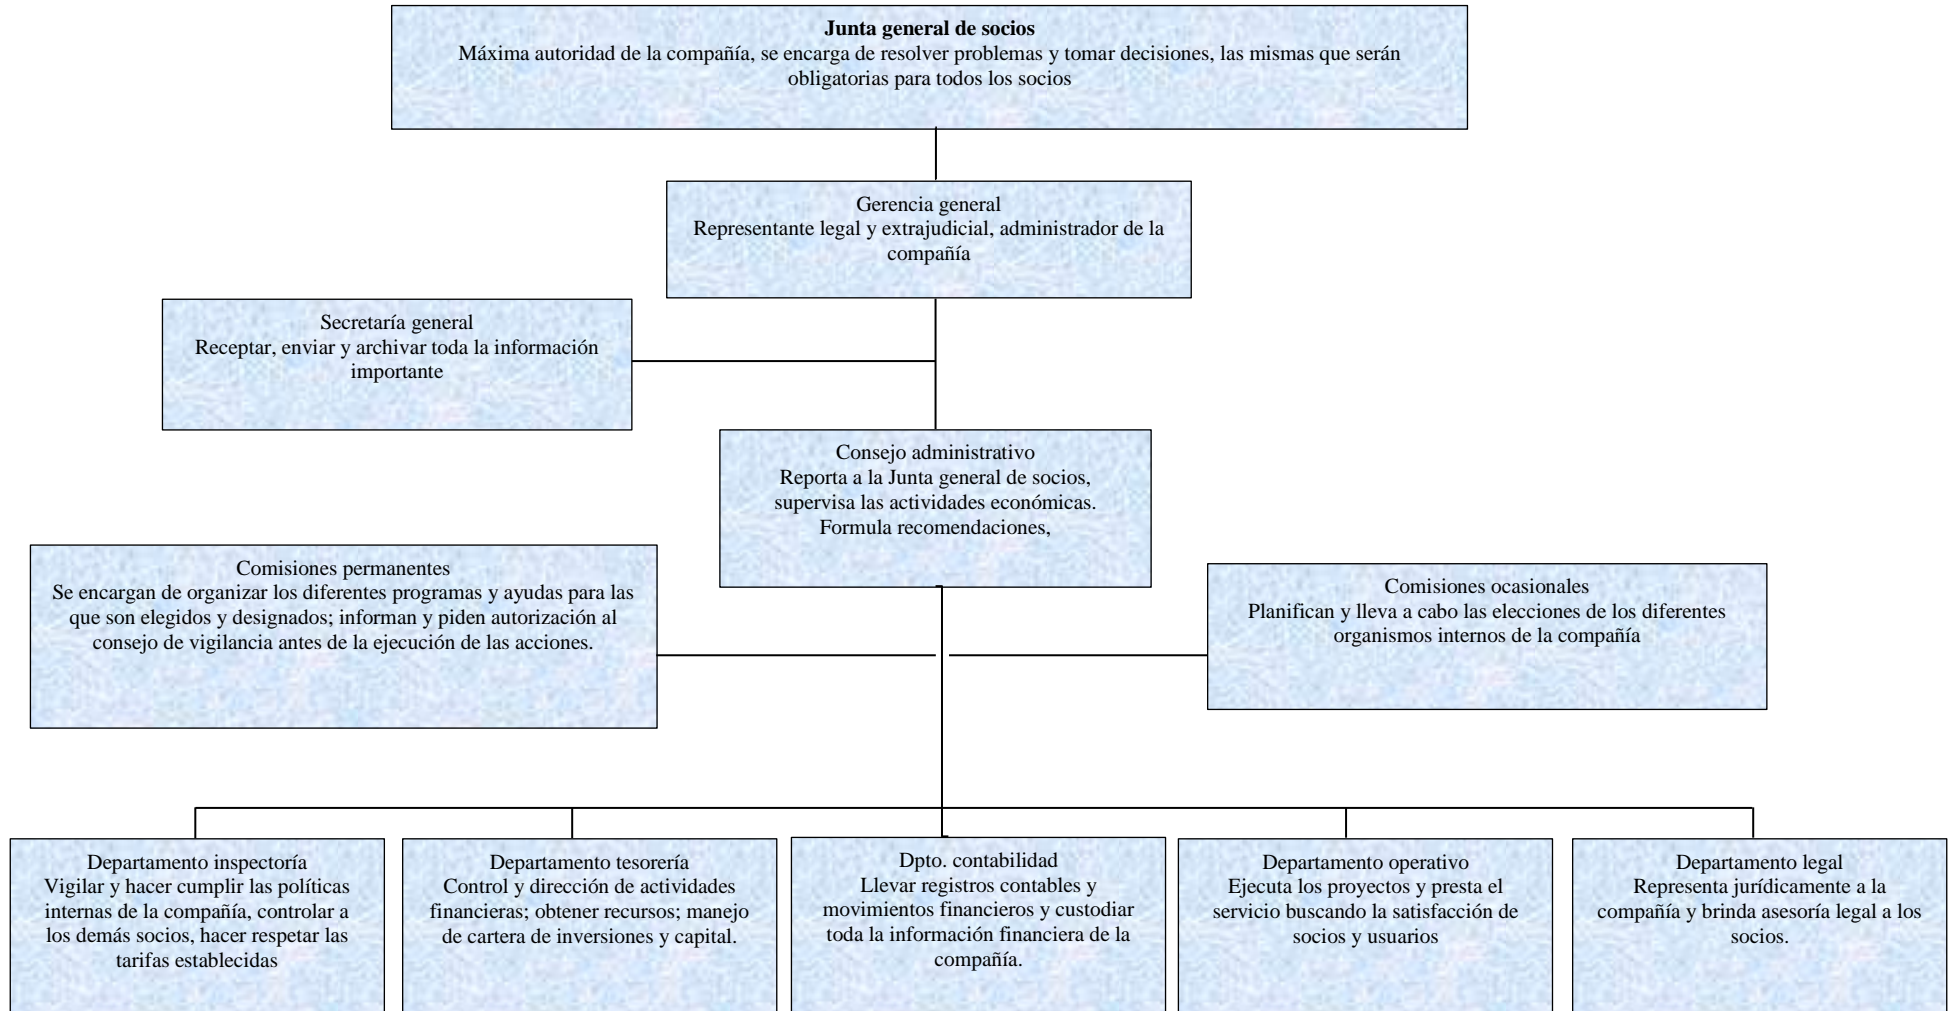 Junta general de socios
Máxima autoridad de la compañía, se encarga de resolver problemas y tomar decisiones, las mismas que serán
obligatorias para todos los socios
Gerencia general
Representante legal y extrajudicial, administrador de la
compañía
Secretaría general
Receptar, enviar y archivar toda la información
importante
Consejo administrativo
Reporta a la Junta general de socios,
supervisa las actividades económicas.
Formula recomendaciones,
Comisiones permanentes
Se encargan de organizar los diferentes programas y ayudas para las
que son elegidos y designados; informan y piden autorización al
consejo de vigilancia antes de la ejecución de las acciones.
Comisiones ocasionales
Planifican y lleva a cabo las elecciones de los diferentes
organismos internos de la compañía
Departamento inspectoría
Vigilar y hacer cumplir las políticas
internas de la compañía, controlar a
los demás socios, hacer respetar las
tarifas establecidas
Departamento tesorería
Control y dirección de actividades
financieras; obtener recursos; manejo
de cartera de inversiones y capital.
Dpto. contabilidad
Llevar registros contables y
movimientos financieros y custodiar
toda la información financiera de la
compañía.
Departamento operativo
Ejecuta los proyectos y presta el
servicio buscando la satisfacción de
socios y usuarios
Departamento legal
Representa jurídicamente a la
compañía y brinda asesoría legal a los
socios.